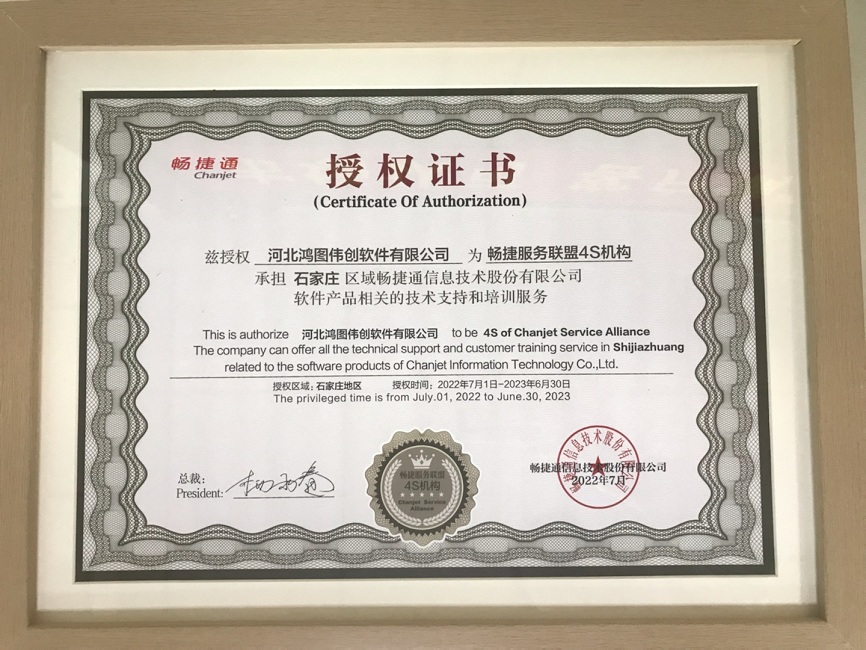 畅捷通
Chanjet
授权证书
(Certificate Of Authorization)
兹授权 河北鸿图伟创软件有限公司 为 畅捷服务联盟4S机构
承担 石家庄 区域畅捷通信息技术股份有限公司
软件产品相关的技术支持和培训服务
This is authorize 河北鸿图伟创软件有限公司 to be 4S of Chanjet Service Alliance
The company can offer all the technical support and customer training service in Shijiazhuang
related to the software products of Chanjet Information Technology Co.,Ltd.
授权区域: 石家庄地区 授权时间: 2022年7月1日-2023年6月30日
The privileged time is from July.01, 2022 to June.30, 2023
总裁:
President:
畅捷服务联盟
4S机构
Chanjet Service
Alliance
畅捷通信息技术股份有限公司
2022年7月